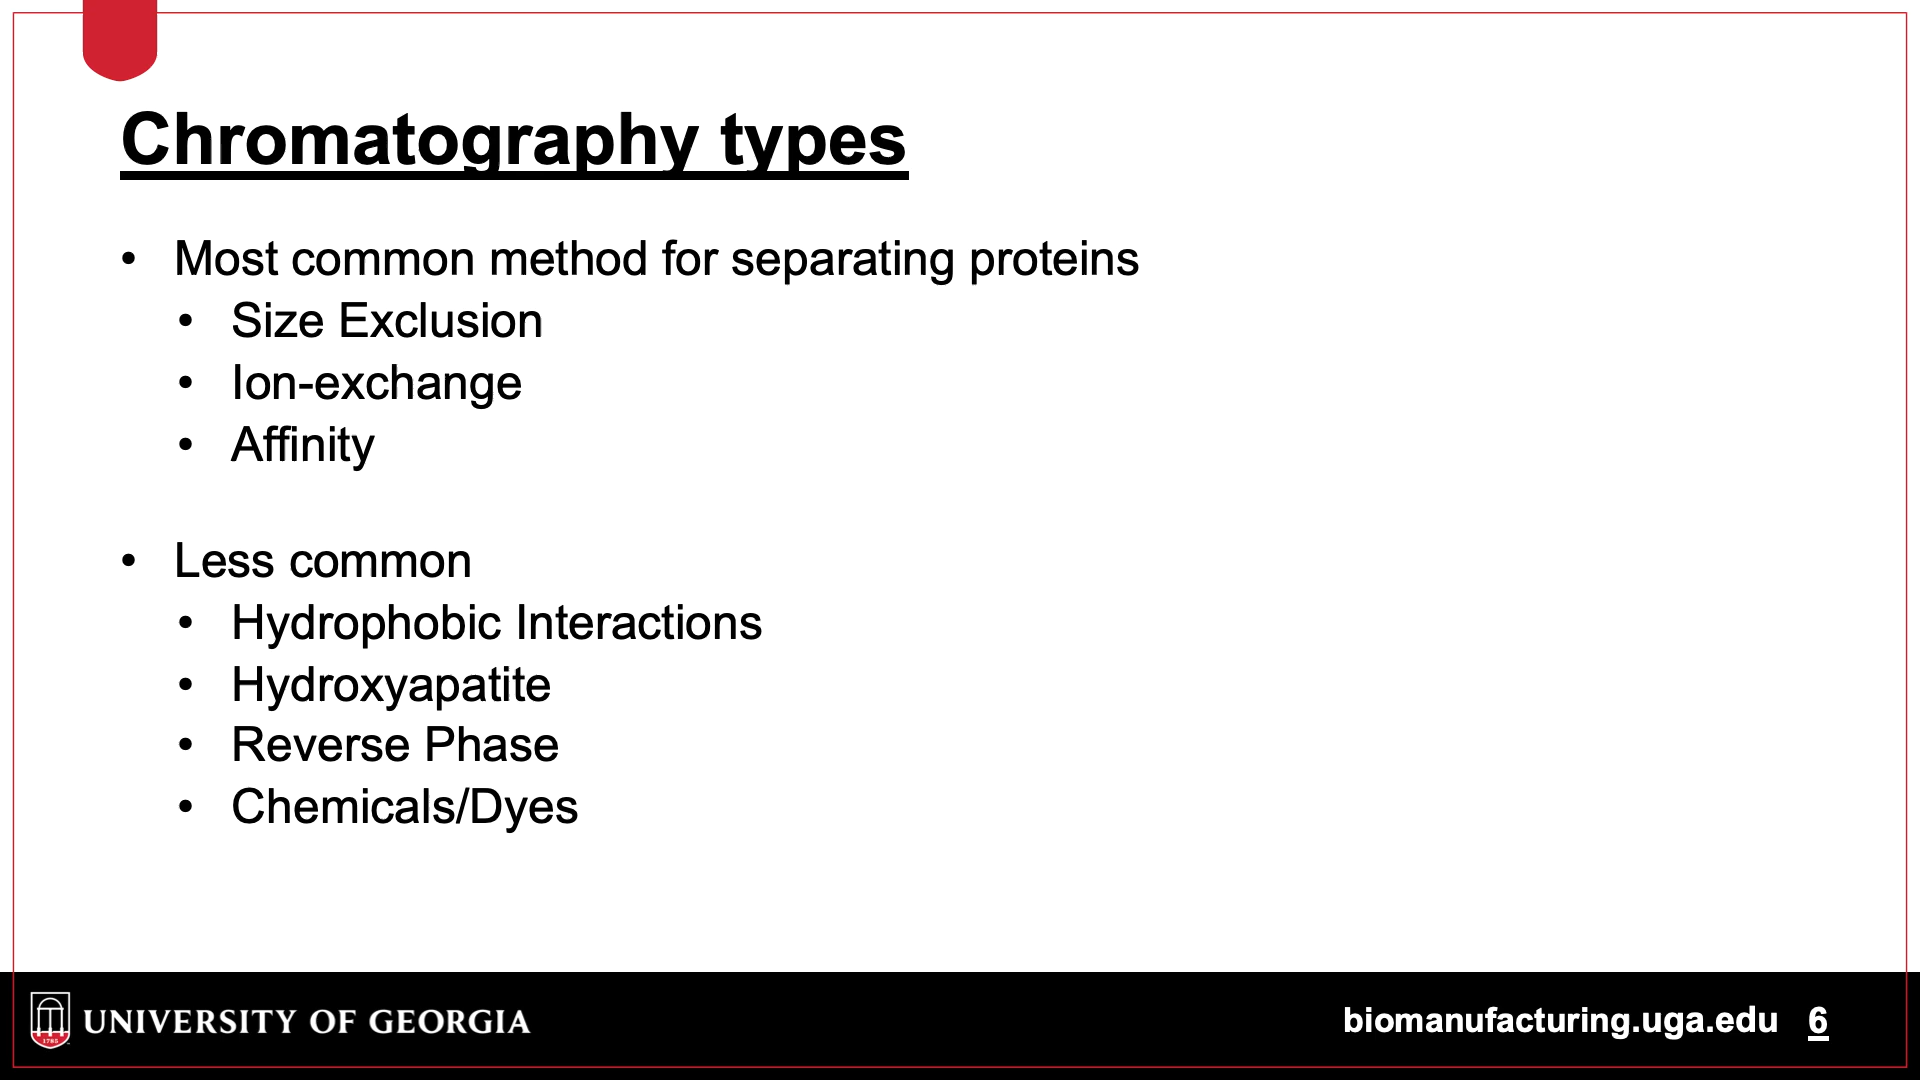 Chromatography types
• Most common method for separating proteins
• Size Exclusion
• Ion-exchange
• Affinity
• Less common
• Hydrophobic Interactions
• Hydroxyapatite
• Reverse Phase
• Chemicals/Dyes
1785
UNIVERSITY OF GEORGIA
biomanufacturing.uga.edu 6